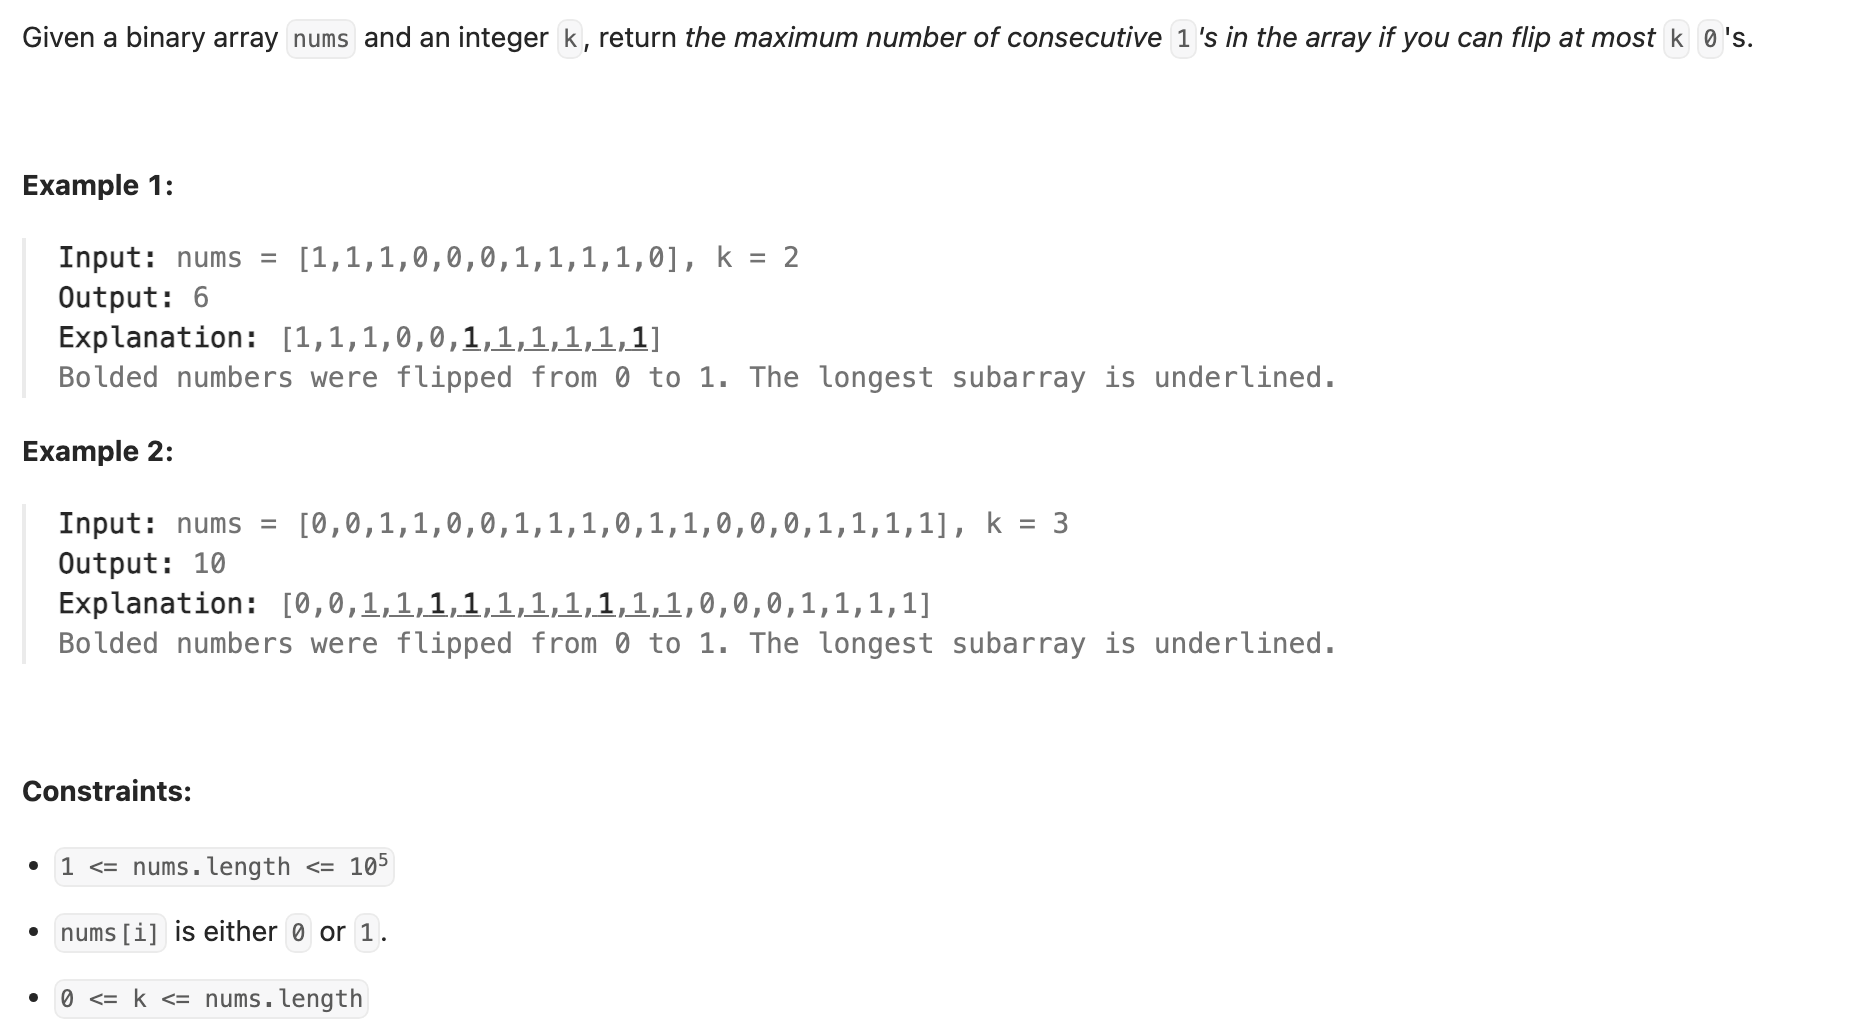 Given a binary array nums and an integer k, return the maximum number of consecutive 1's in the array if you can flip at most k 0's.
Example 1:
Input: nums = [1,1,1,0,0,0,1,1,1,1,0], k = 2
Output: 6
Explanation: [1,1,1,0,0,1,1,1,1,1,1]
Bolded numbers were flipped from 0 to 1. The longest subarray is underlined.
Example 2:
Input: nums = [0,0,1,1,0,0,1,1,1,0,1,1,0,0,0,1,1,1,1], k = 3
Output: 10
Explanation: [0,0,1,1,1,1,1,1,1,1,1,1,0,0,0,1,1,1,1]
Bolded numbers were flipped from 0 to 1. The longest subarray is underlined.
Constraints:
• 1 <= nums.length <= 10⁵
• nums[i] is either 0 or 1.
• 0 <= k <= nums.length